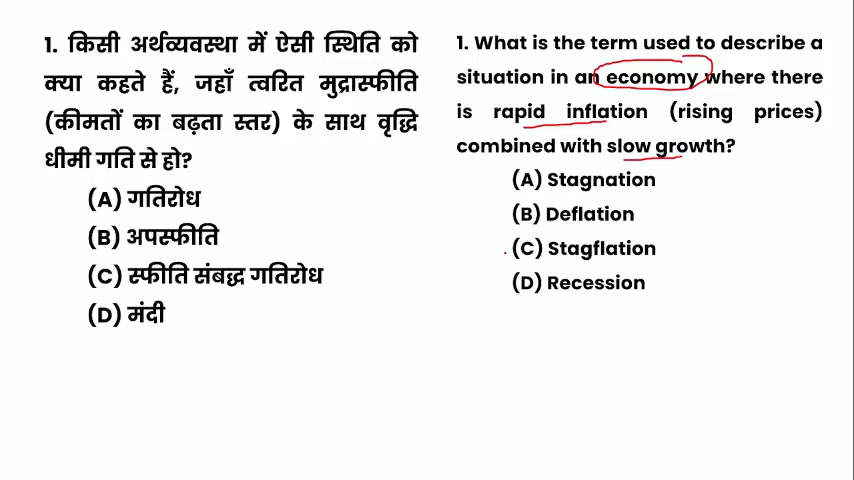 1. किसी अर्थव्यवस्था में ऐसी स्थिति को
क्या कहते हैं, जहाँ त्वरित मुद्रास्फीति
(कीमतों का बढ़ता स्तर) के साथ वृद्धि
धीमी गति से हो?
(A) गतिरोध
(B) अपस्फीति
(C) स्फीति संबद्ध गतिरोध
(D) मंदी
1. What is the term used to describe a
situation in an economy where there
is rapid inflation (rising prices)
combined with slow growth?
(A) Stagnation
(B) Deflation
(C) Stagflation
(D) Recession